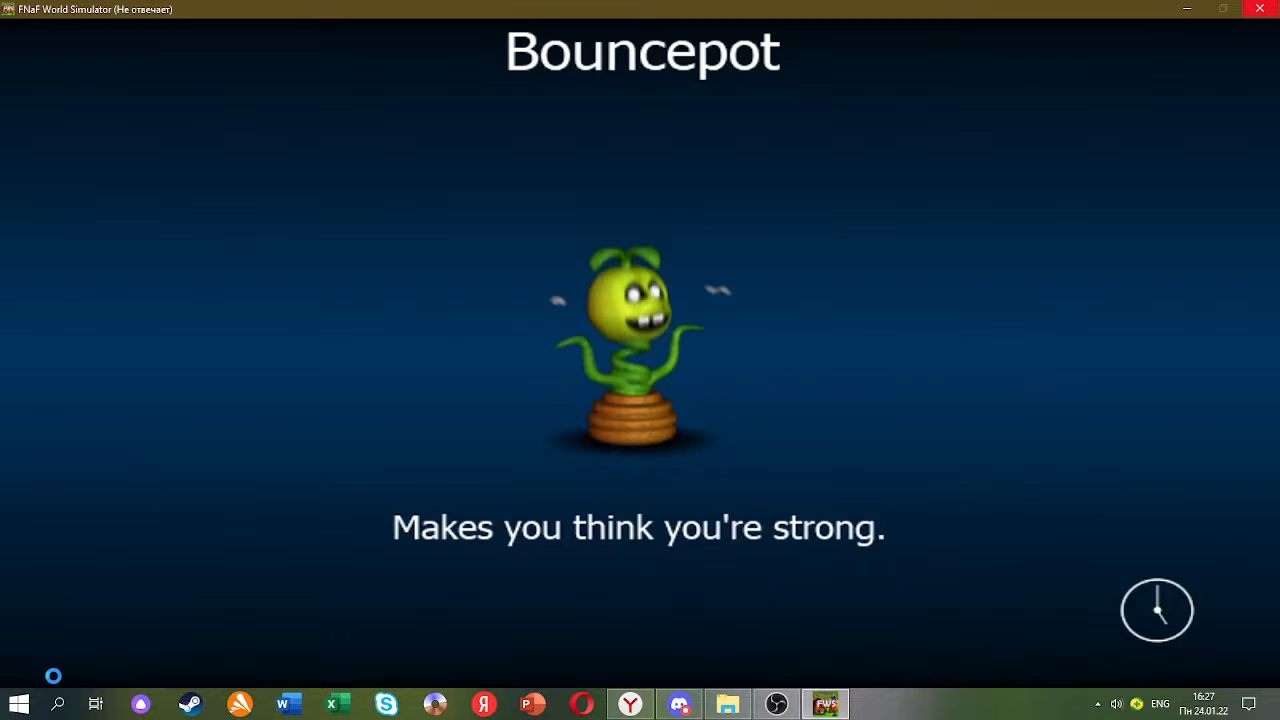 FNaF World Simulator (Не отвечает)
Bouncepot
Makes you think you're strong.
W
X
S
Я
P
Y
FWS
ENG
16:27
Пн 24.01.22